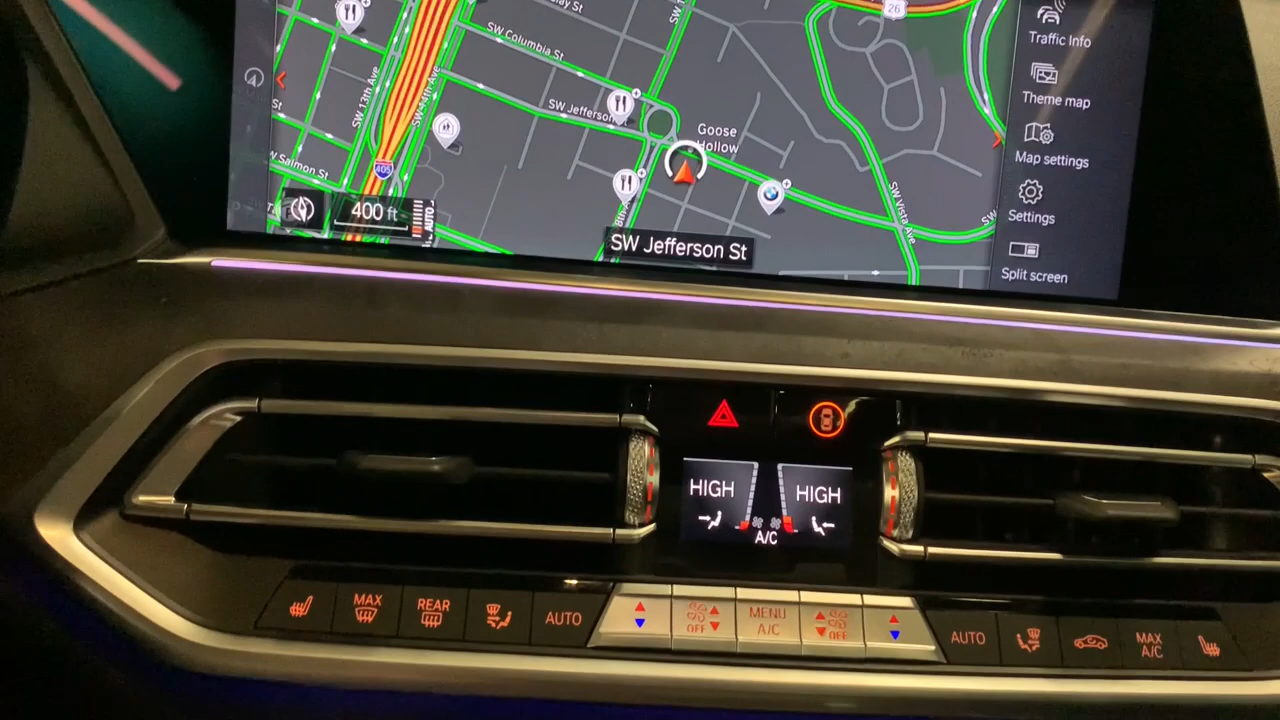 26
Traffic Info
Theme map
Map settings
Settings
Split screen
SW Columbia St
SW 13th Ave
SW 14th Ave
SW Jefferson
Goose
Hollow
St
W Salmon St
405
SW Vista Ave
SW
400 ft
AUTO
SW Jefferson St
HIGH
HIGH
A/C
MAX
REAR
AUTO
OFF
MENU
A/C
OFF
AUTO
MAX
A/C